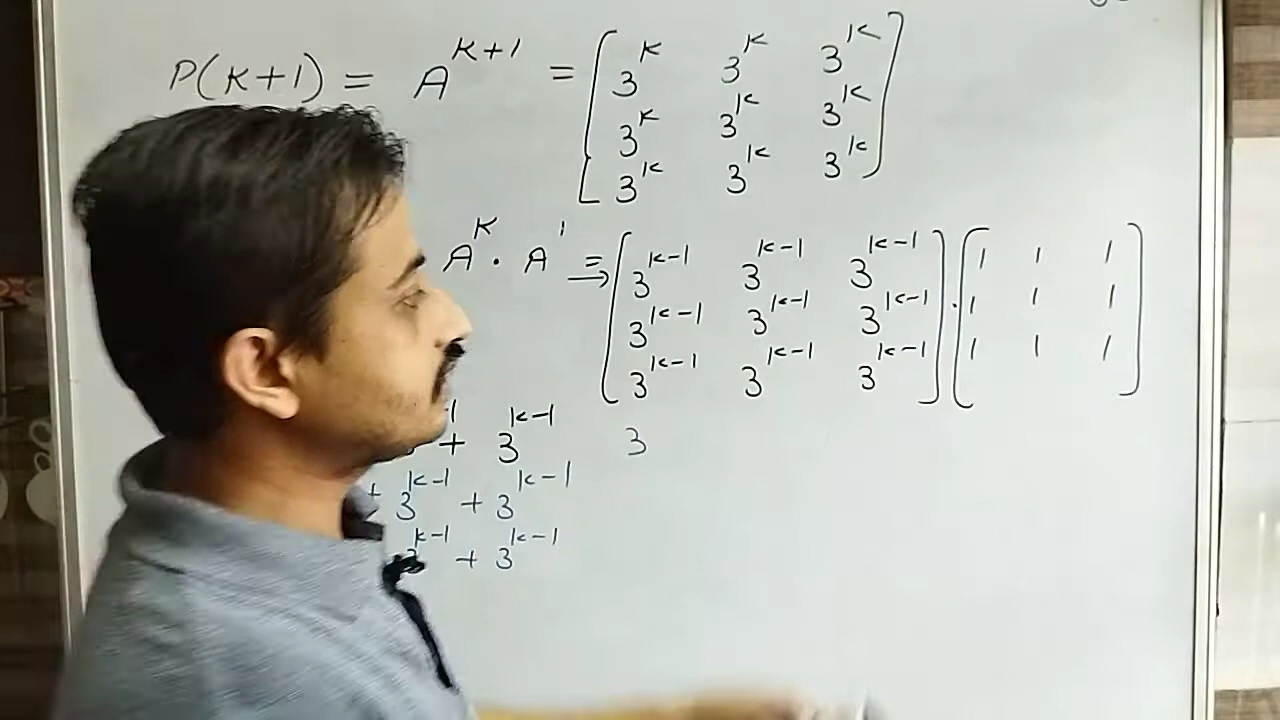 P(K+1) = A^{K+1} = [3^K 3^K 3^K
3^K 3^K 3^K
3^K 3^K 3^K]
A^K . A^1 => [3^{K-1} 3^{K-1} 3^{K-1}] . [1 1 1]
3^{K-1} 3^{K-1} 3^{K-1} 1 1 1
3^{K-1} 3^{K-1} 3^{K-1} 1 1 1
+ 3^{K-1} 3
+ 3^{K-1} + 3^{K-1}
3^{K-1} + 3^{K-1}